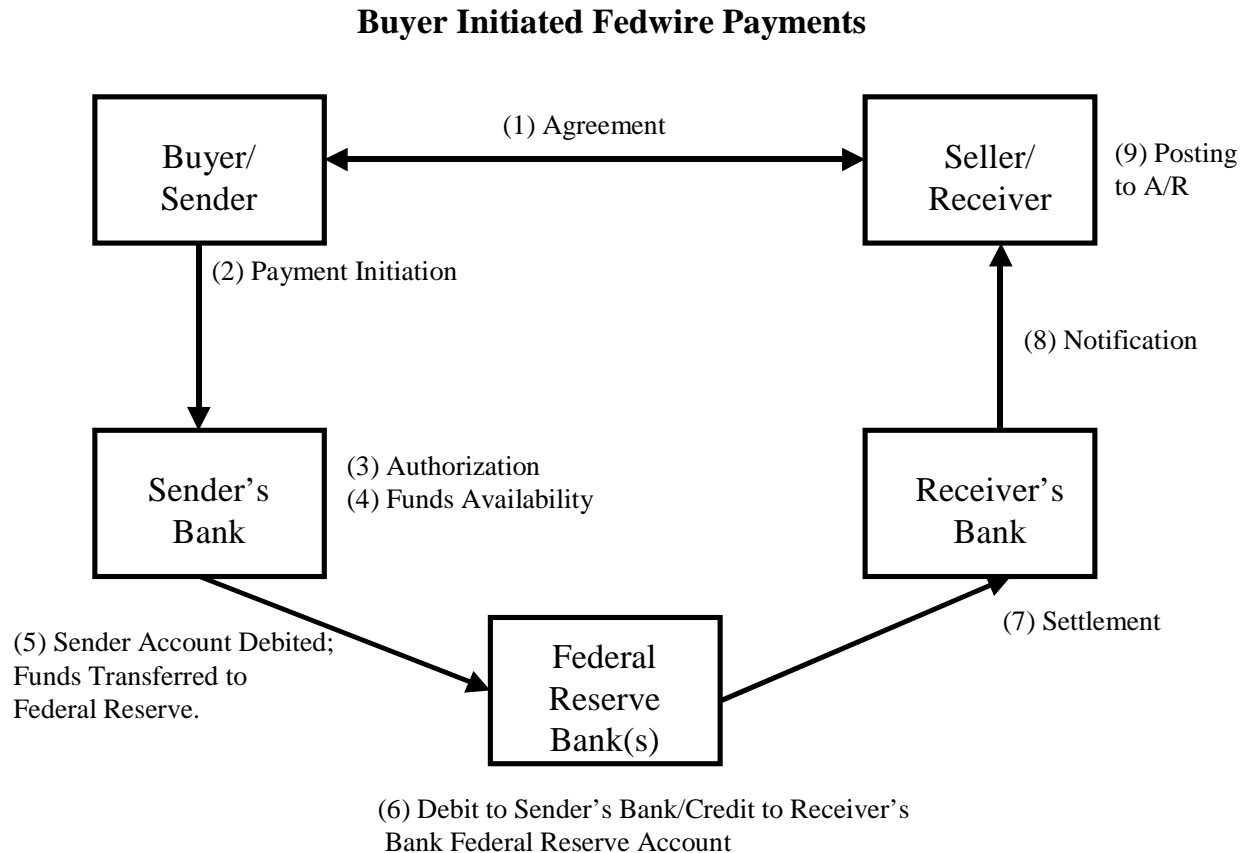 Buyer Initiated Fedwire Payments
(1) Agreement
Buyer/
Sender
Seller/
Receiver
(9) Posting
to A/R
(2) Payment Initiation
(8) Notification
Sender’s
Bank
(3) Authorization
(4) Funds Availability
Receiver’s
Bank
(5) Sender Account Debited;
Funds Transferred to
Federal Reserve.
Federal
Reserve
Bank(s)
(7) Settlement
(6) Debit to Sender’s Bank/Credit to Receiver’s
Bank Federal Reserve Account